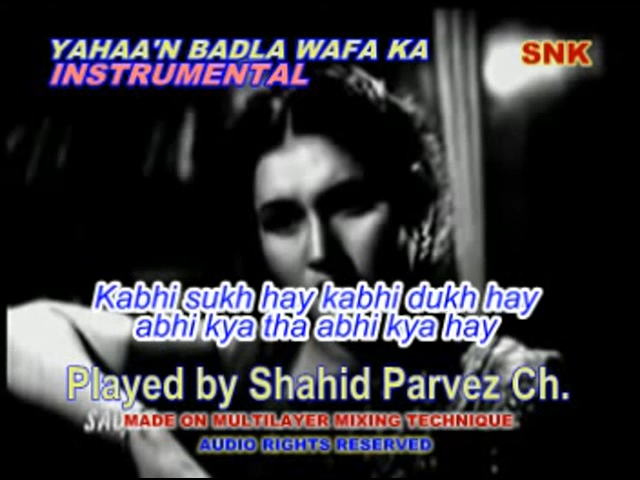 YAHAA'N BADLA WAFA KA
SNK
INSTRUMENTAL
Kabhi sukh hay kabhi dukh hay
abhi kya tha abhi kya hay
Played by Shahid Parvez Ch.
MADE ON MULTILAYER MIXING TECHNIQUE
AUDIO RIGHTS RESERVED